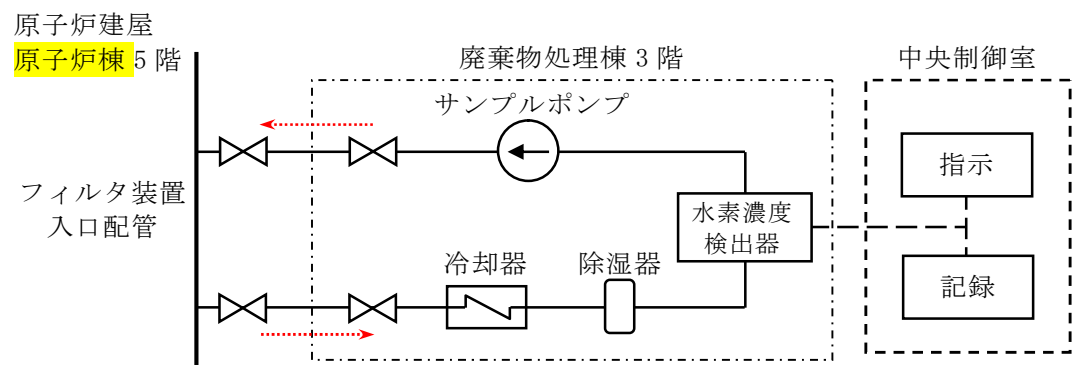 原子炉建屋
原子炉棟 5 階
廃棄物処理棟 3 階
中央制御室
サンプルポンプ
指示
フィルタ装置
入口配管
水素濃度
検出器
冷却器
除湿器
記録